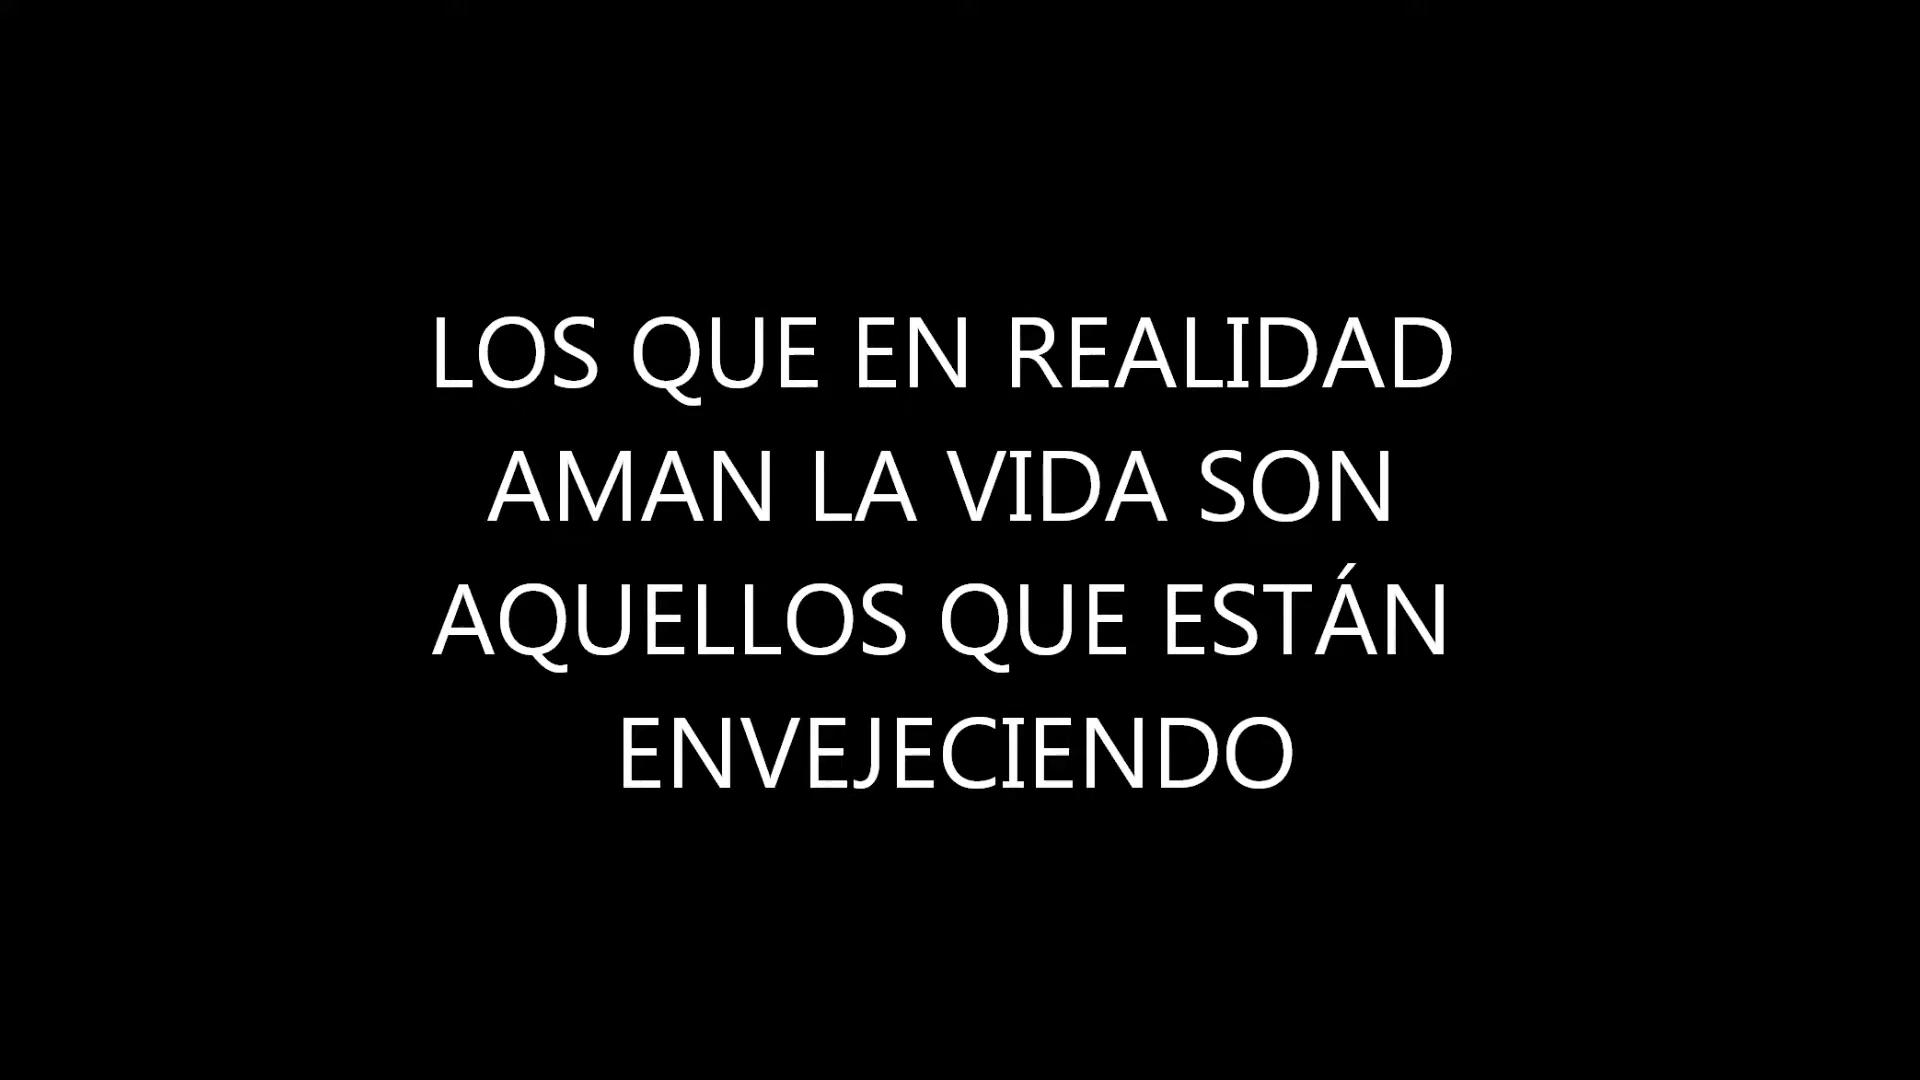 LOS QUE EN REALIDAD
AMAN LA VIDA SON
AQUELLOS QUE ESTÁN
ENVEJECIENDO